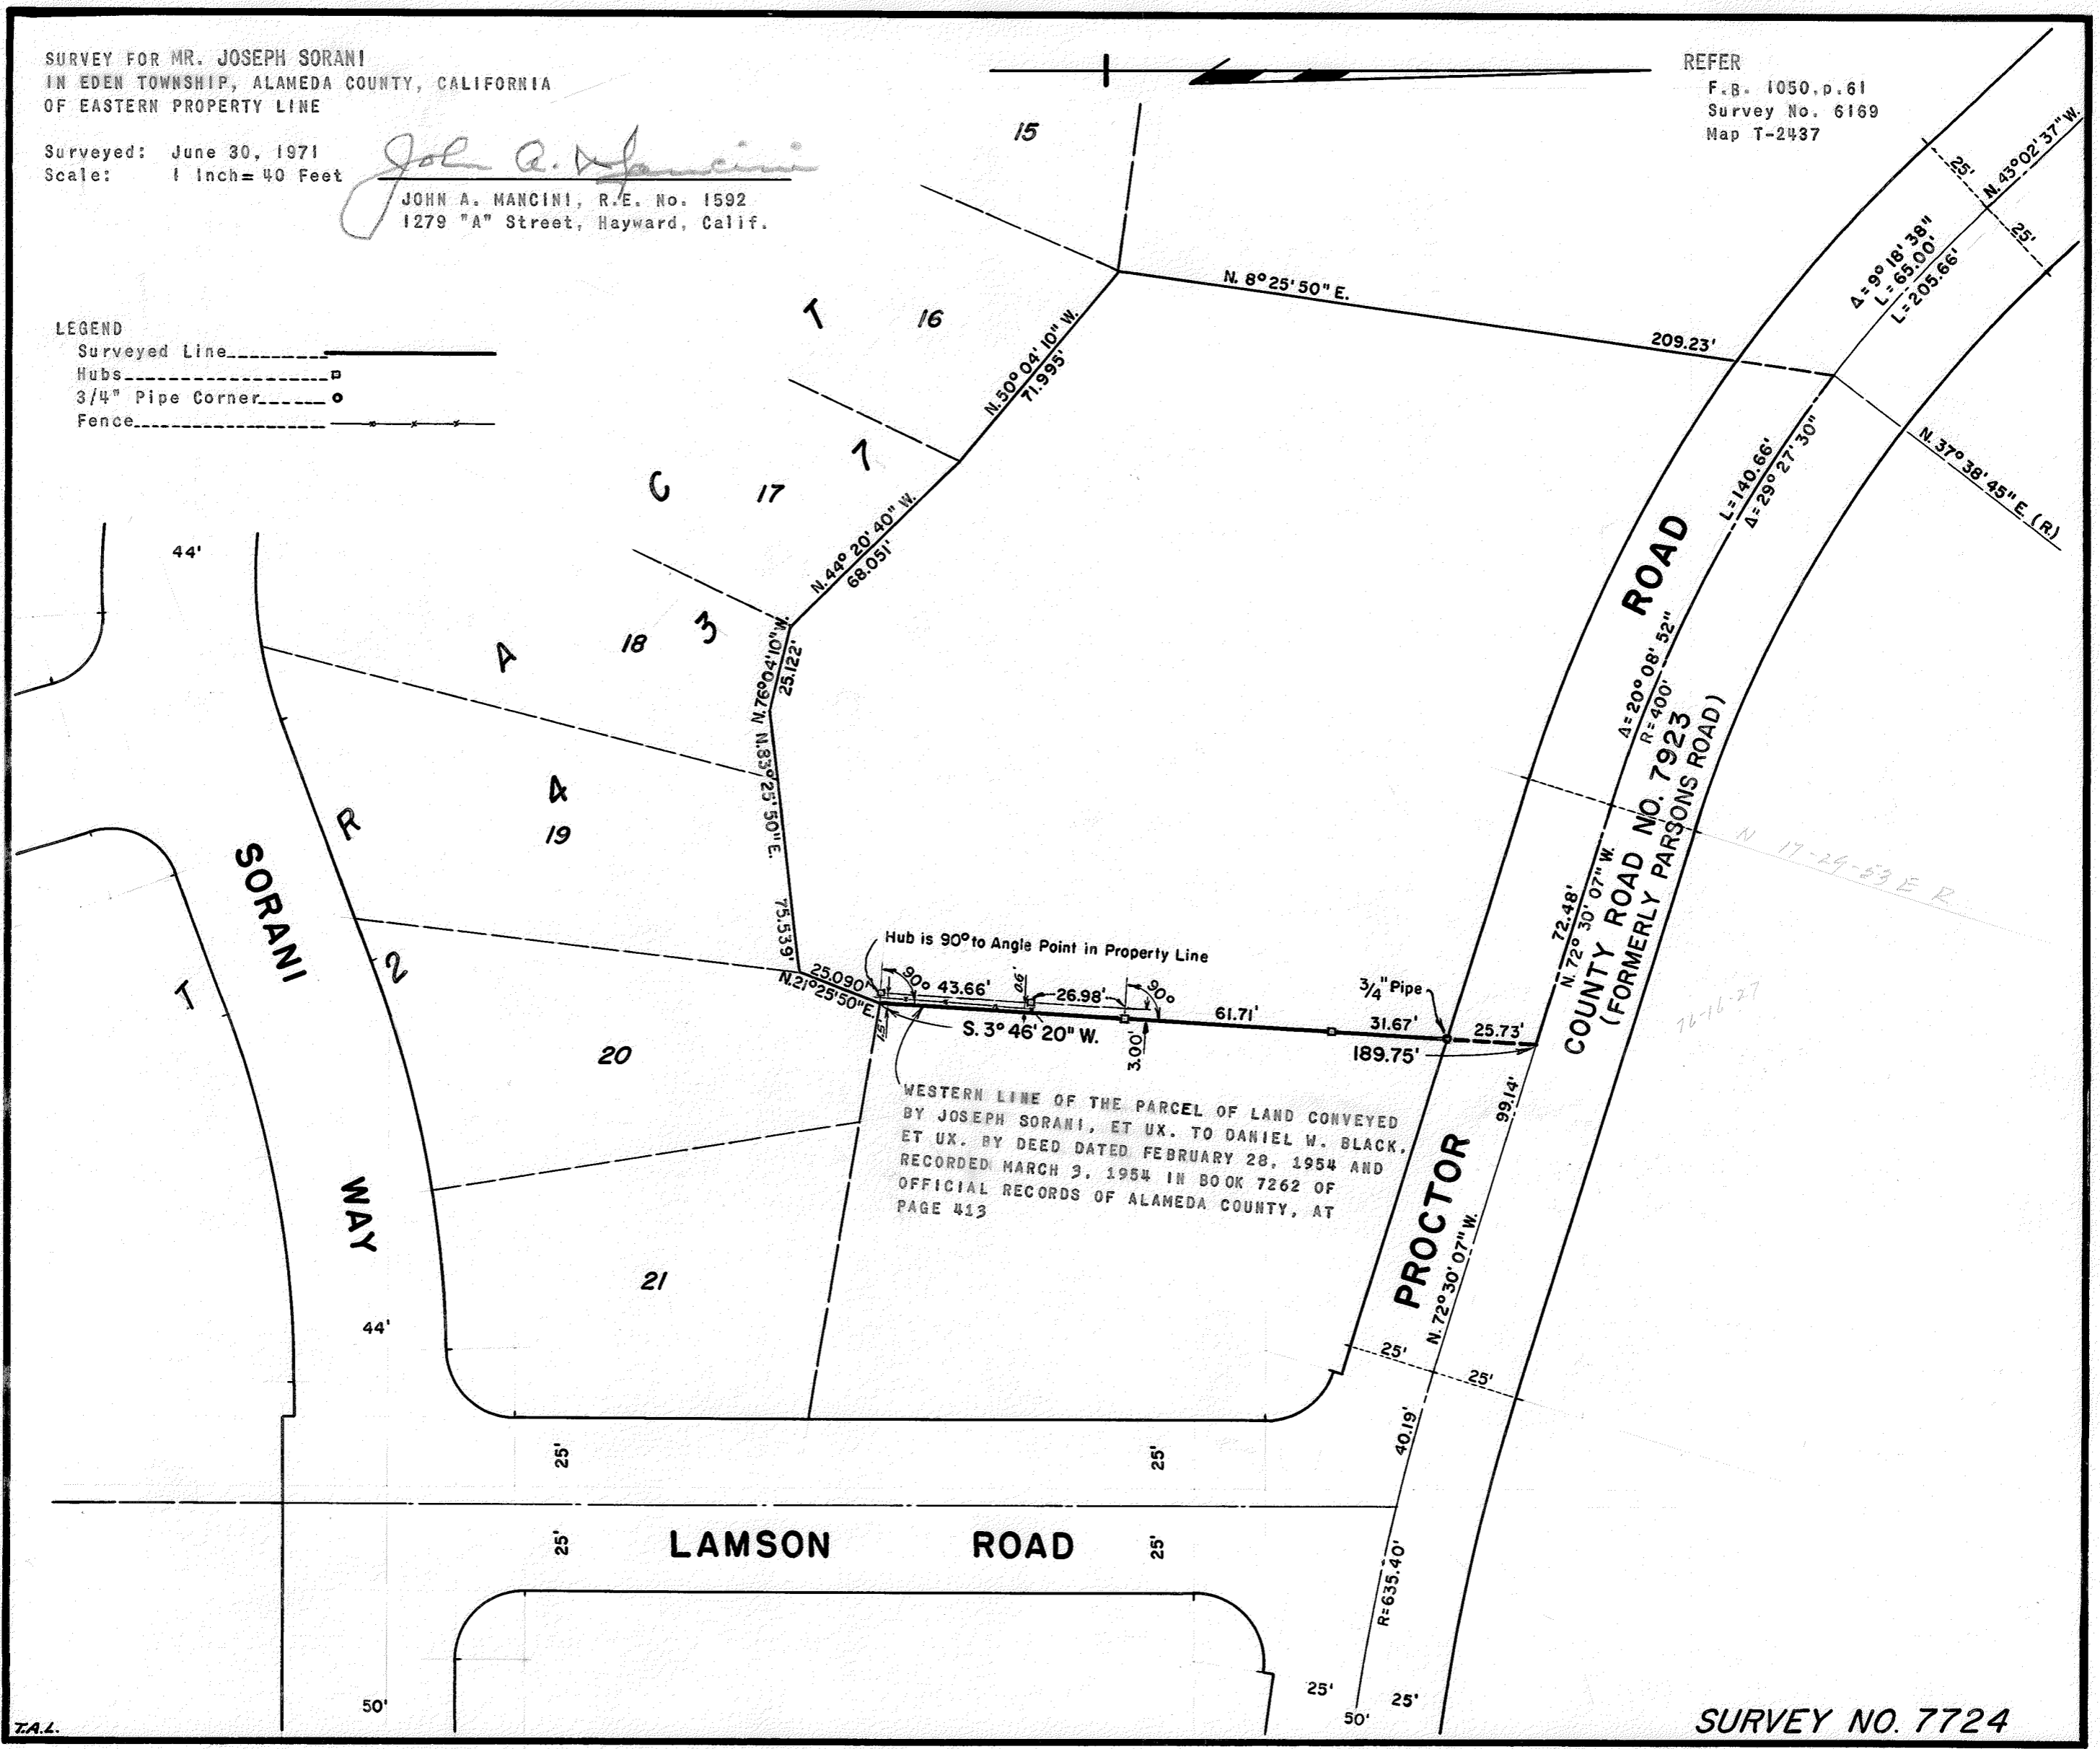 SURVEY FOR MR. JOSEPH SORANI
IN EDEN TOWNSHIP, ALAMEDA COUNTY, CALIFORNIA
OF EASTERN PROPERTY LINE
Surveyed: June 30, 1971
Scale: 1 Inch= 40 Feet
John A. Mancini
JOHN A. MANCINI, R.E. No. 1592
1279 "A" Street, Hayward, Calif.
REFER
F.B. 1050, p.61
Survey No. 6169
Map T-2437
LEGEND
Surveyed Line
Hubs
3/4" Pipe Corner
Fence
15
16
17
18
19
20
21
T R A C T
2 4 3 7
N. 8° 25' 50" E.
209.23'
N. 50° 04' 10" W.
71.995'
N. 44° 20' 40" W.
68.051'
N. 76° 04' 10" W.
25.122'
N. 83° 25' 50" E.
75.539'
25.090'
N. 21° 25' 50" E.
Hub is 90° to Angle Point in Property Line
90°
43.66'
0.6'
26.98'
90°
61.71'
3/4" Pipe
31.67'
25.73'
189.75'
S. 3° 46' 20" W.
3.00'
1.5'
WESTERN LINE OF THE PARCEL OF LAND CONVEYED
BY JOSEPH SORANI, ET UX. TO DANIEL W. BLACK,
ET UX. BY DEED DATED FEBRUARY 28, 1954 AND
RECORDED MARCH 3, 1954 IN BOOK 7262 OF
OFFICIAL RECORDS OF ALAMEDA COUNTY, AT
PAGE 413
N. 43° 02' 37" W.
25'
25'
Δ= 9° 18' 38"
L= 65.00'
L= 205.66'
N. 37° 38' 45" E. (R.)
L= 140.66'
Δ= 29° 27' 30"
Δ= 20° 08' 52"
R= 400'
72.48'
N. 72° 30' 07" W.
PROCTOR ROAD
COUNTY ROAD NO. 7923
(FORMERLY PARSONS ROAD)
N 17-29-53 E R
76-16-27
99.14'
N. 72° 30' 07" W.
25'
25'
40.19'
R=635.40'
25'
25'
50'
44'
SORANI WAY
44'
50'
25'
25'
LAMSON ROAD
25'
25'
T.A.L.
SURVEY NO. 7724